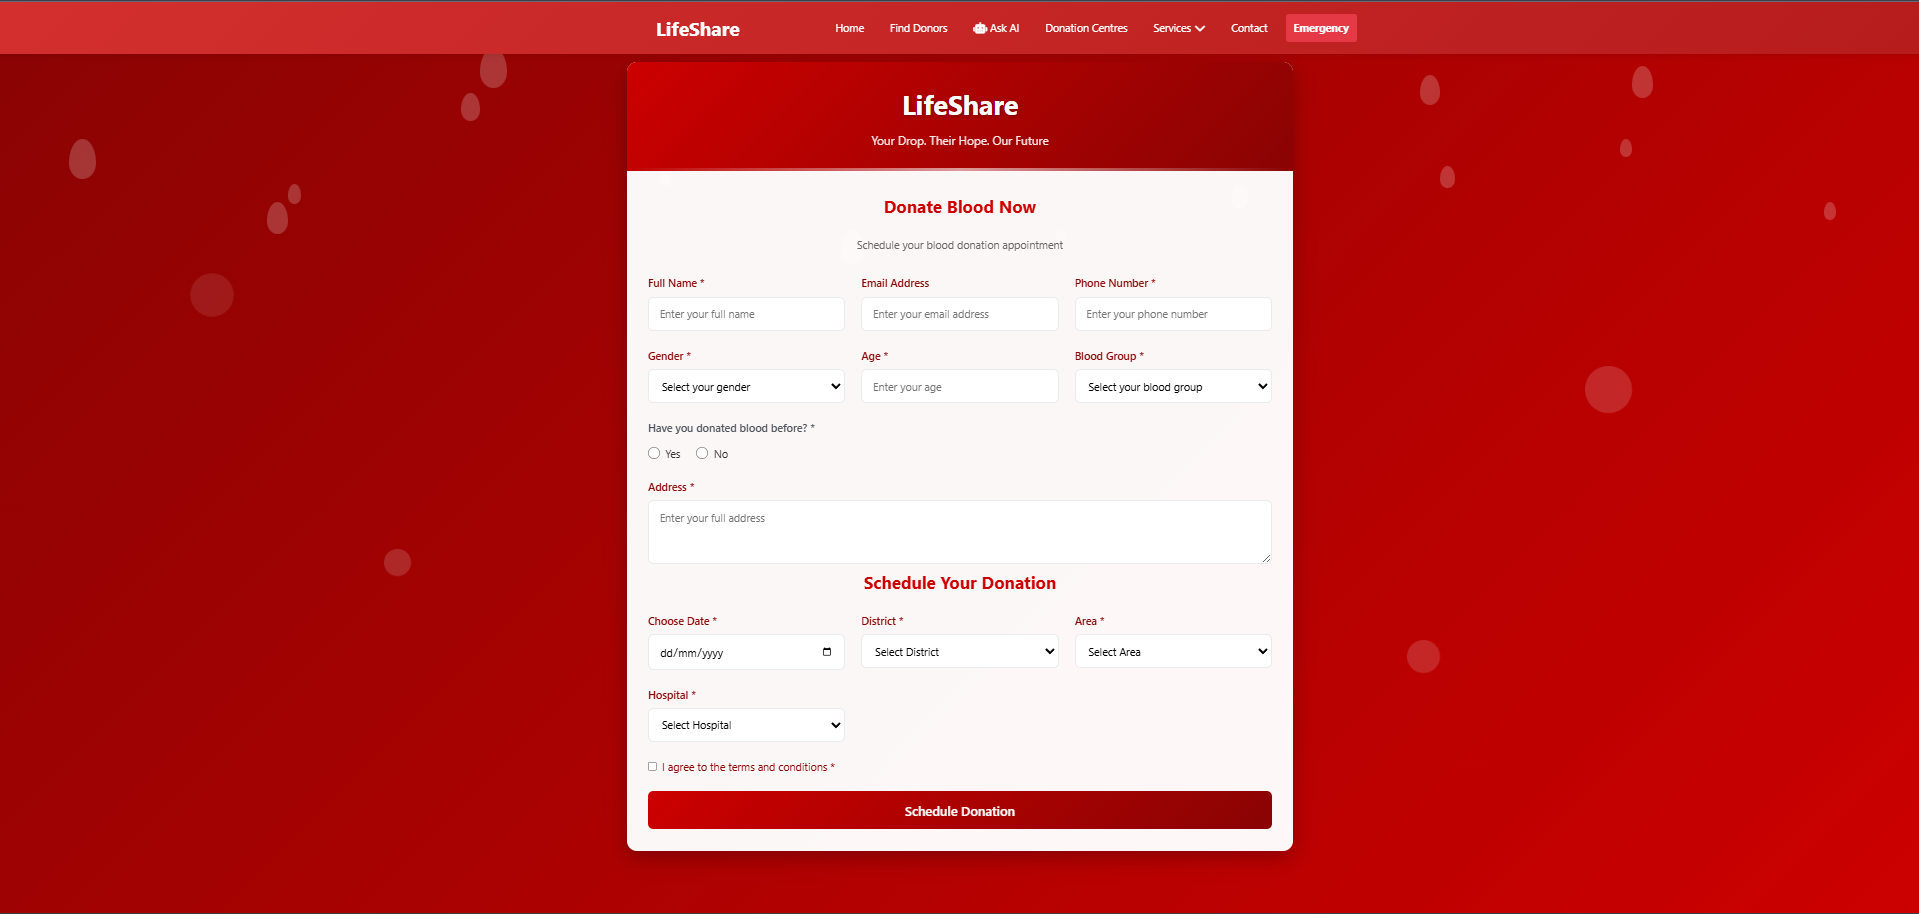 LifeShare
Home
Find Donors
Ask AI
Donation Centres
Services
Contact
Emergency
LifeShare
Your Drop. Their Hope. Our Future
Donate Blood Now
Schedule your blood donation appointment
Full Name *
Email Address
Phone Number *
Enter your full name
Enter your email address
Enter your phone number
Gender *
Age *
Blood Group *
Select your gender
Enter your age
Select your blood group
Have you donated blood before? *
Yes
No
Address *
Enter your full address
Schedule Your Donation
Choose Date *
District *
Area *
dd/mm/yyyy
Select District
Select Area
Hospital *
Select Hospital
I agree to the terms and conditions *
Schedule Donation